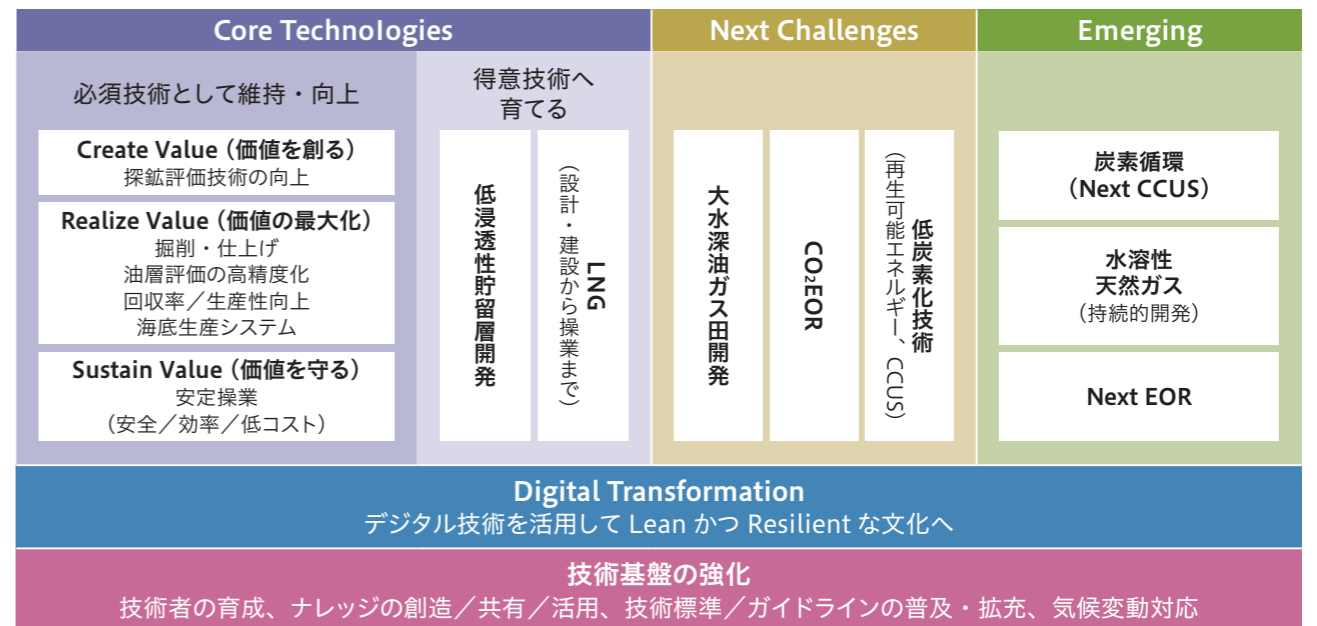 Core Technologies
Next Challenges
Emerging
必須技術として維持・向上
得意技術へ
育てる
Create Value（価値を創る）
探鉱評価技術の向上
Realize Value（価値の最大化）
掘削・仕上げ
油層評価の高精度化
回収率／生産性向上
海底生産システム
Sustain Value（価値を守る）
安定操業
（安全／効率／低コスト）
低浸透性貯留層開発
LNG
（設計・建設から操業まで）
大水深油ガス田開発
CO₂EOR
低炭素化技術
（再生可能エネルギー、CCUS）
炭素循環
（Next CCUS）
水溶性
天然ガス
（持続的開発）
Next EOR
Digital Transformation
デジタル技術を活用して Lean かつ Resilient な文化へ
技術基盤の強化
技術者の育成、ナレッジの創造／共有／活用、技術標準／ガイドラインの普及・拡充、気候変動対応